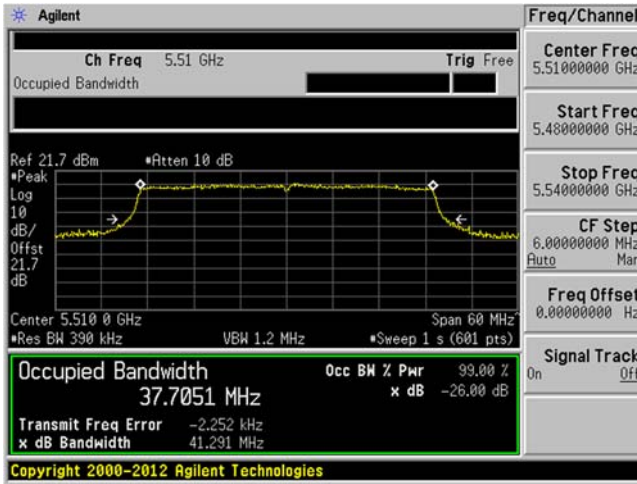 Agilent
Freq/Channel
Ch Freq 5.51 GHz Trig Free
Occupied Bandwidth
Center Freq
5.51000000 GHz
Start Freq
5.48000000 GHz
Stop Freq
5.54000000 GHz
CF Step
6.00000000 MHz
Auto Man
Freq Offset
0.00000000 Hz
Signal Track
On Off
Ref 21.7 dBm #Atten 10 dB
#Peak
Log
10
dB/
Offst
21.7
dB
Center 5.510 0 GHz Span 60 MHz
#Res BW 390 kHz VBW 1.2 MHz #Sweep 1 s (601 pts)
Occupied Bandwidth Occ BW % Pwr 99.00 %
37.7051 MHz x dB -26.00 dB
Transmit Freq Error -2.252 kHz
x dB Bandwidth 41.291 MHz
Copyright 2000-2012 Agilent Technologies